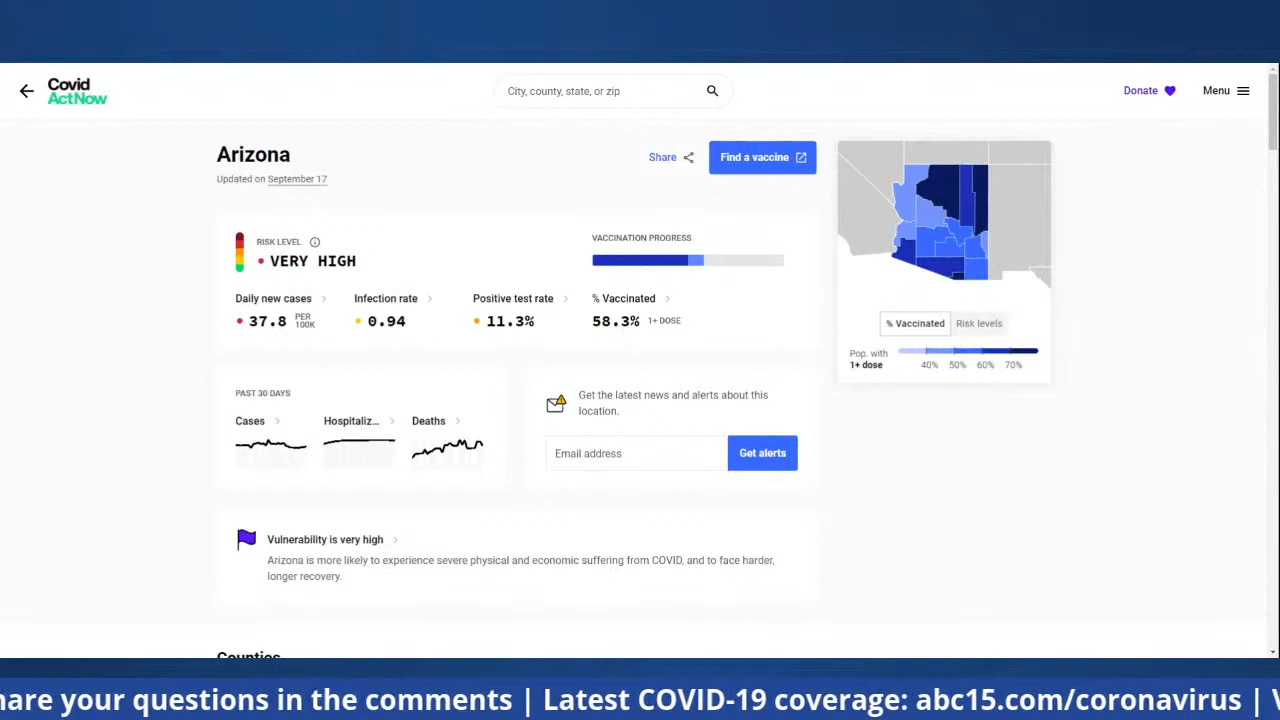 Covid
ActNow
City, county, state, or zip
Donate
Menu
Arizona
Updated on September 17
Share
Find a vaccine
RISK LEVEL
VERY HIGH
VACCINATION PROGRESS
Daily new cases
37.8 PER 100K
Infection rate
0.94
Positive test rate
11.3%
% Vaccinated
58.3% 1+ DOSE
% Vaccinated
Risk levels
Pop. with
1+ dose
40% 50% 60% 70%
PAST 30 DAYS
Cases
Hospitaliz...
Deaths
Get the latest news and alerts about this
location.
Email address
Get alerts
Vulnerability is very high
Arizona is more likely to experience severe physical and economic suffering from COVID, and to face harder,
longer recovery.
Counties
hare your questions in the comments | Latest COVID-19 coverage: abc15.com/coronavirus |